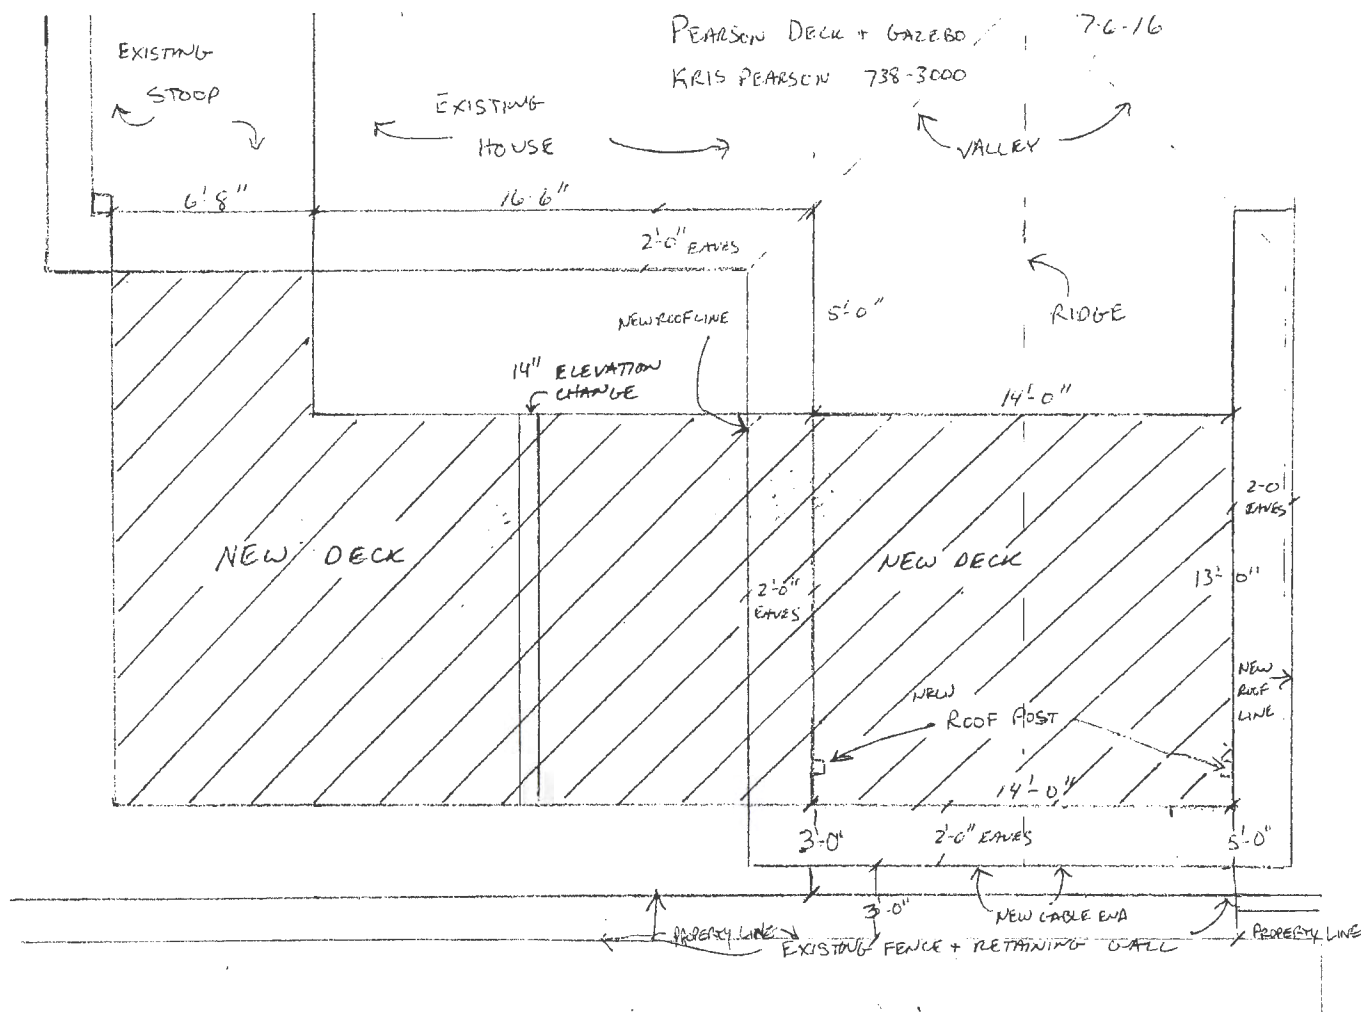 PEARSON DECK + GAZEBO
7-6-16
KRIS PEARSON 738-3000
EXISTING
STOOP
EXISTING
HOUSE
VALLEY
6'-8"
16-6"
2'-0" EAVES
5'-0"
RIDGE
NEW ROOF LINE
14" ELEVATION
CHANGE
14'-0"
2-0
EAVES
NEW DECK
NEW DECK
13'-0"
2'-0"
EAVES
NEW
ROOF
LINE
NEW
ROOF POST
14'-0"
3'-0"
2'-0" EAVES
5'-0"
3'-0"
NEW GABLE END
PROPERTY LINE
EXISTING FENCE + RETAINING WALL
PROPERTY LINE